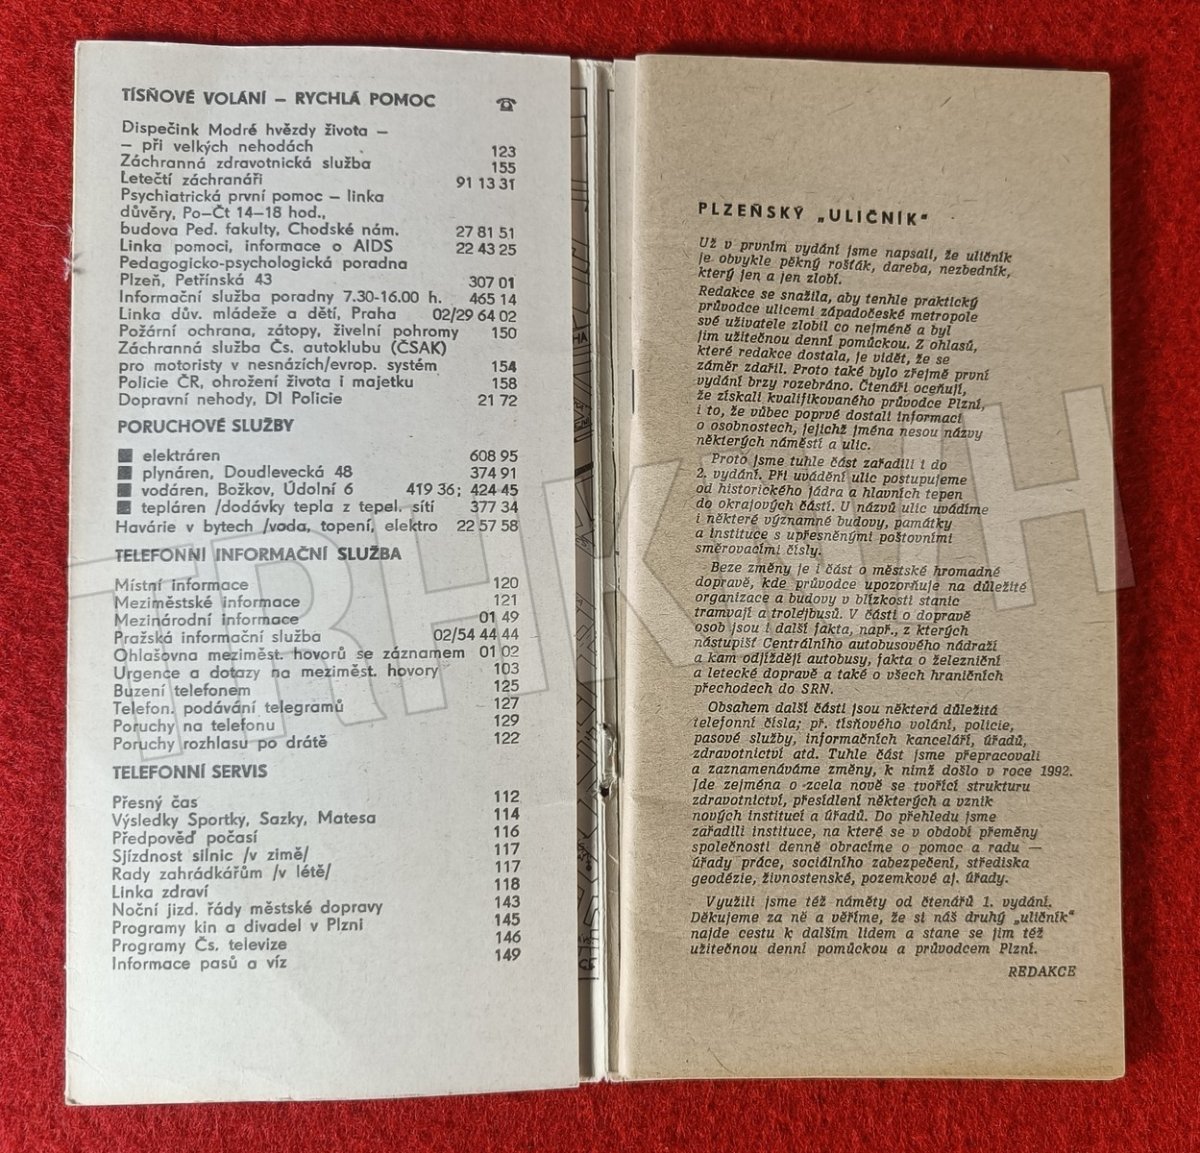 TÍSŇOVÉ VOLÁNÍ – RYCHLÁ POMOC ☎
Dispečink Modré hvězdy života –
– při velkých nehodách 123
Záchranná zdravotnická služba 155
Letečtí záchranáři 91 13 31
Psychiatrická první pomoc – linka
důvěry, Po–Čt 14–18 hod.,
budova Ped. fakulty, Chodské nám. 27 81 51
Linka pomoci, informace o AIDS 22 43 25
Pedagogicko-psychologická poradna
Plzeň, Petřínská 43 307 01
Informační služba poradny 7.30-16.00 h. 465 14
Linka dův. mládeže a dětí, Praha 02/29 64 02
Požární ochrana, zátopy, živelní pohromy 150
Záchranná služba Čs. autoklubu (ČSAK)
pro motoristy v nesnázích/evrop. systém 154
Policie ČR, ohrožení života i majetku 158
Dopravní nehody, DI Policie 21 72
PORUCHOVÉ SLUŽBY
■ elektráren 608 95
■ plynáren, Doudlevecká 48 374 91
■ vodáren, Božkov, Údolní 6 419 36; 424 45
■ tepláren /dodávky tepla z tepel. sítí 377 34
Havárie v bytech /voda, topení, elektro 22 57 58
TELEFONNÍ INFORMAČNÍ SLUŽBA
Místní informace 120
Meziměstské informace 121
Mezinárodní informace 01 49
Pražská informační služba 02/54 44 44
Ohlašovna meziměst. hovorů se záznamem 01 02
Urgence a dotazy na meziměst. hovory 103
Buzení telefonem 125
Telefon. podávání telegramů 127
Poruchy na telefonu 129
Poruchy rozhlasu po drátě 122
TELEFONNÍ SERVIS
Přesný čas 112
Výsledky Sportky, Sazky, Matesa 114
Předpověď počasí 116
Sjízdnost silnic /v zimě/ 117
Rady zahrádkářům /v létě/ 117
Linka zdraví 118
Noční jízd. řády městské dopravy 143
Programy kin a divadel v Plzni 145
Programy Čs. televize 146
Informace pasů a víz 149
PLZEŇSKÝ „ULIČNÍK"
Už v prvním vydání jsme napsali, že uličník
je obvykle pěkný rošťák, dareba, nezbedník,
který jen a jen zlobí.
Redakce se snažila, aby tenhle praktický
průvodce ulicemi západočeské metropole
své uživatele zlobil co nejméně a byl
jim užitečnou denní pomůckou. Z ohlasů,
které redakce dostala, je vidět, že se
záměr zdařil. Proto také bylo zřejmě první
vydání brzy rozebráno. Čtenáři oceňují,
že získali kvalifikovaného průvodce Plzní,
i to, že vůbec poprvé dostali informaci
o osobnostech, jejichž jména nesou názvy
některých náměstí a ulic.
Proto jsme tuhle část zařadili i do
2. vydání. Při uvádění ulic postupujeme
od historického jádra a hlavních tepen
do okrajových částí. U názvů ulic uvádíme
i některé významné budovy, památky
a instituce s upřesněnými poštovními
směrovacími čísly.
Beze změny je i část o městské hromadné
dopravě, kde průvodce upozorňuje na důležité
organizace a budovy v blízkosti stanic
tramvají a trolejbusů. V části o dopravě
osob jsou i další fakta, např., z kterých
nástupišť Centrálního autobusového nádraží
a kam odjíždějí autobusy, fakta o železniční
a letecké dopravě a také o všech hraničních
přechodech do SRN.
Obsahem další části jsou některá důležitá
telefonní čísla; př. tísňového volání, policie,
pasové služby, informačních kanceláří, úřadů,
zdravotnictví atd. Tuhle část jsme přepracovali
a zaznamenáváme změny, k nimž došlo v roce 1992.
Jde zejména o zcela nově se tvořící strukturu
zdravotnictví, přesídlení některých a vznik
nových institucí a úřadů. Do přehledu jsme
zařadili instituce, na které se v období přeměny
společnosti denně obracíme o pomoc a radu —
úřady práce, sociálního zabezpečení, střediska
geodézie, živnostenské, pozemkové aj. úřady.
Využili jsme též náměty od čtenářů 1. vydání.
Děkujeme za ně a věříme, že si náš druhý „uličník"
najde cestu k dalším lidem a stane se jim též
užitečnou denní pomůckou a průvodcem Plzní.
REDAKCE